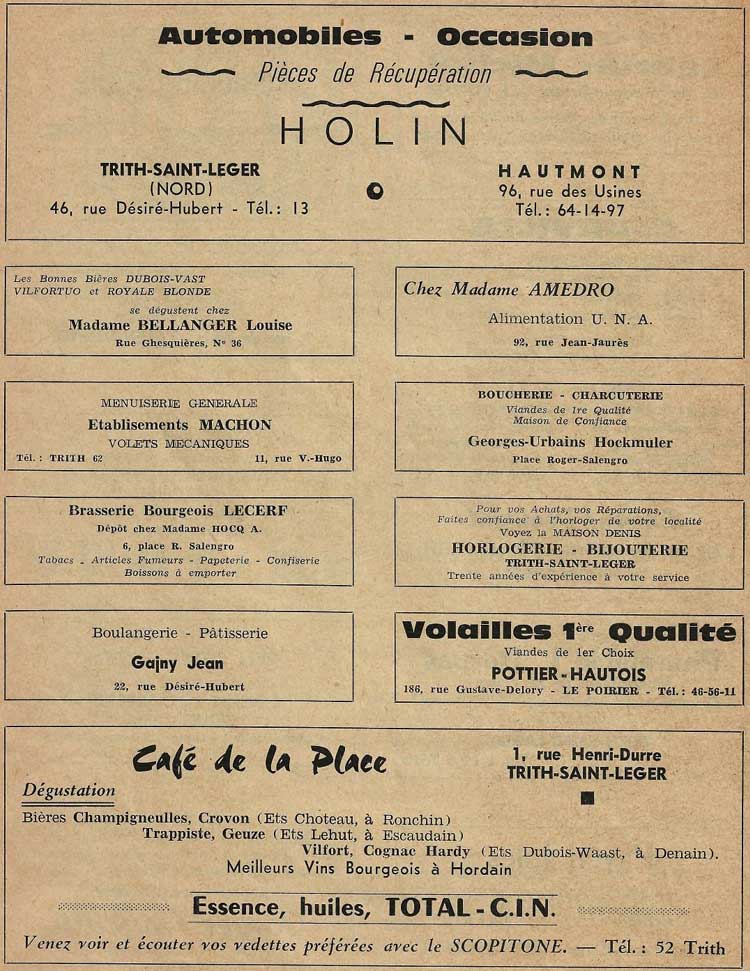 Automobiles - Occasion
Pièces de Récupération
HOLIN
TRITH-SAINT-LEGER
(NORD)
46, rue Désiré-Hubert - Tél.: 13
HAUTMONT
96, rue des Usines
Tél.: 64-14-97
Les Bonnes Bières DUBOIS-VAST
VILFORTUO et ROYALE BLONDE
se dégustent chez
Madame BELLANGER Louise
Rue Ghesquières, N° 36
Chez Madame AMEDRO
Alimentation U. N. A.
92, rue Jean-Jaurès
MENUISERIE GENERALE
Etablisements MACHON
VOLETS MECANIQUES
Tél. : TRITH 62 11, rue V.-Hugo
BOUCHERIE - CHARCUTERIE
Viandes de 1re Qualité
Maison de Confiance
Georges-Urbains Hockmuler
Place Roger-Salengro
Brasserie Bourgeois LECERF
Dépôt chez Madame HOCQ A.
6, place R. Salengro
Tabacs - Articles Fumeurs - Papeterie - Confiserie
Boissons à emporter
Pour vos Achats, vos Réparations,
Faites confiance à l'horloger de votre localité
Voyez la MAISON DENIS
HORLOGERIE - BIJOUTERIE
TRITH-SAINT-LEGER
Trente années d'expérience à votre service
Boulangerie - Pâtisserie
Gajny Jean
22, rue Désiré-Hubert
Volailles 1ère Qualité
Viandes de 1er Choix
POTTIER-HAUTOIS
186, rue Gustave-Delory - LE POIRIER - Tél.: 46-56-11
Café de la Place
1, rue Henri-Durre
TRITH-SAINT-LEGER
Dégustation
Bières Champigneulles, Crovon (Ets Choteau, à Ronchin)
Trappiste, Geuze (Ets Lehut, à Escaudain)
Vilfort, Cognac Hardy (Ets Dubois-Waast, à Denain).
Meilleurs Vins Bourgeois à Hordain
Essence, huiles, TOTAL - C.I.N.
Venez voir et écouter vos vedettes préférées avec le SCOPITONE. — Tél. : 52 Trith